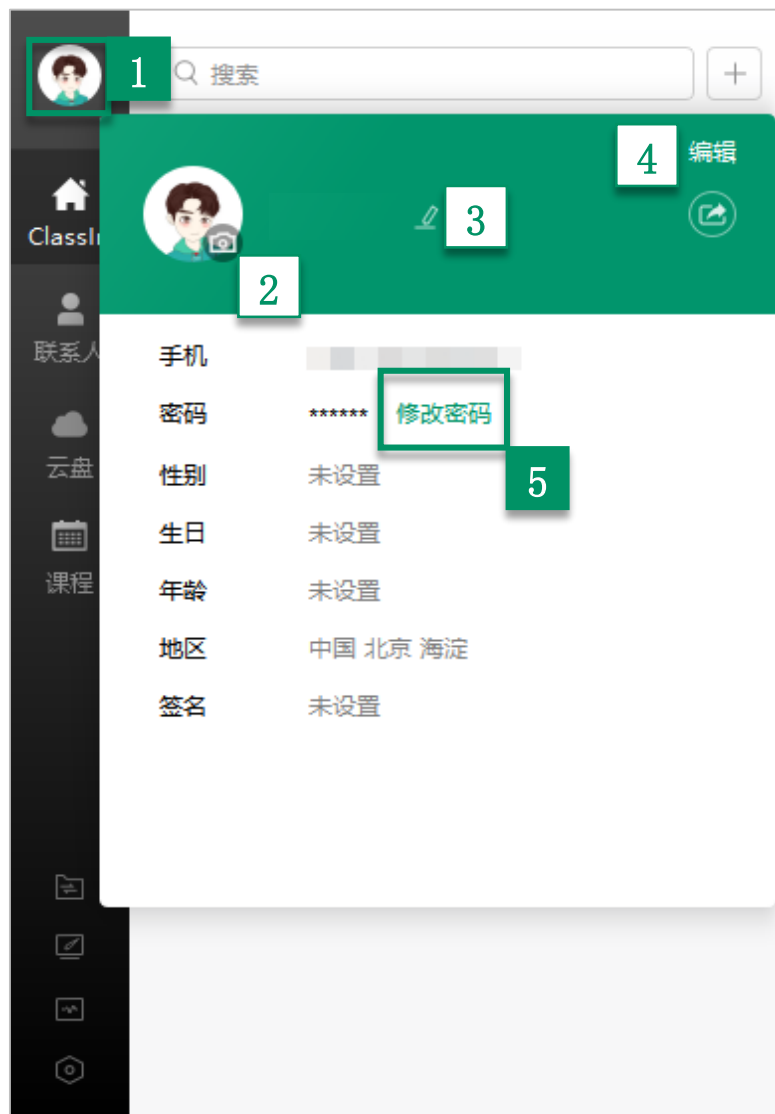 1
搜索
4
编辑
3
ClassI
2
联系人
手机
密码
******
修改密码
5
云盘
性别
未设置
生日
未设置
课程
年龄
未设置
地区
中国 北京 海淀
签名
未设置